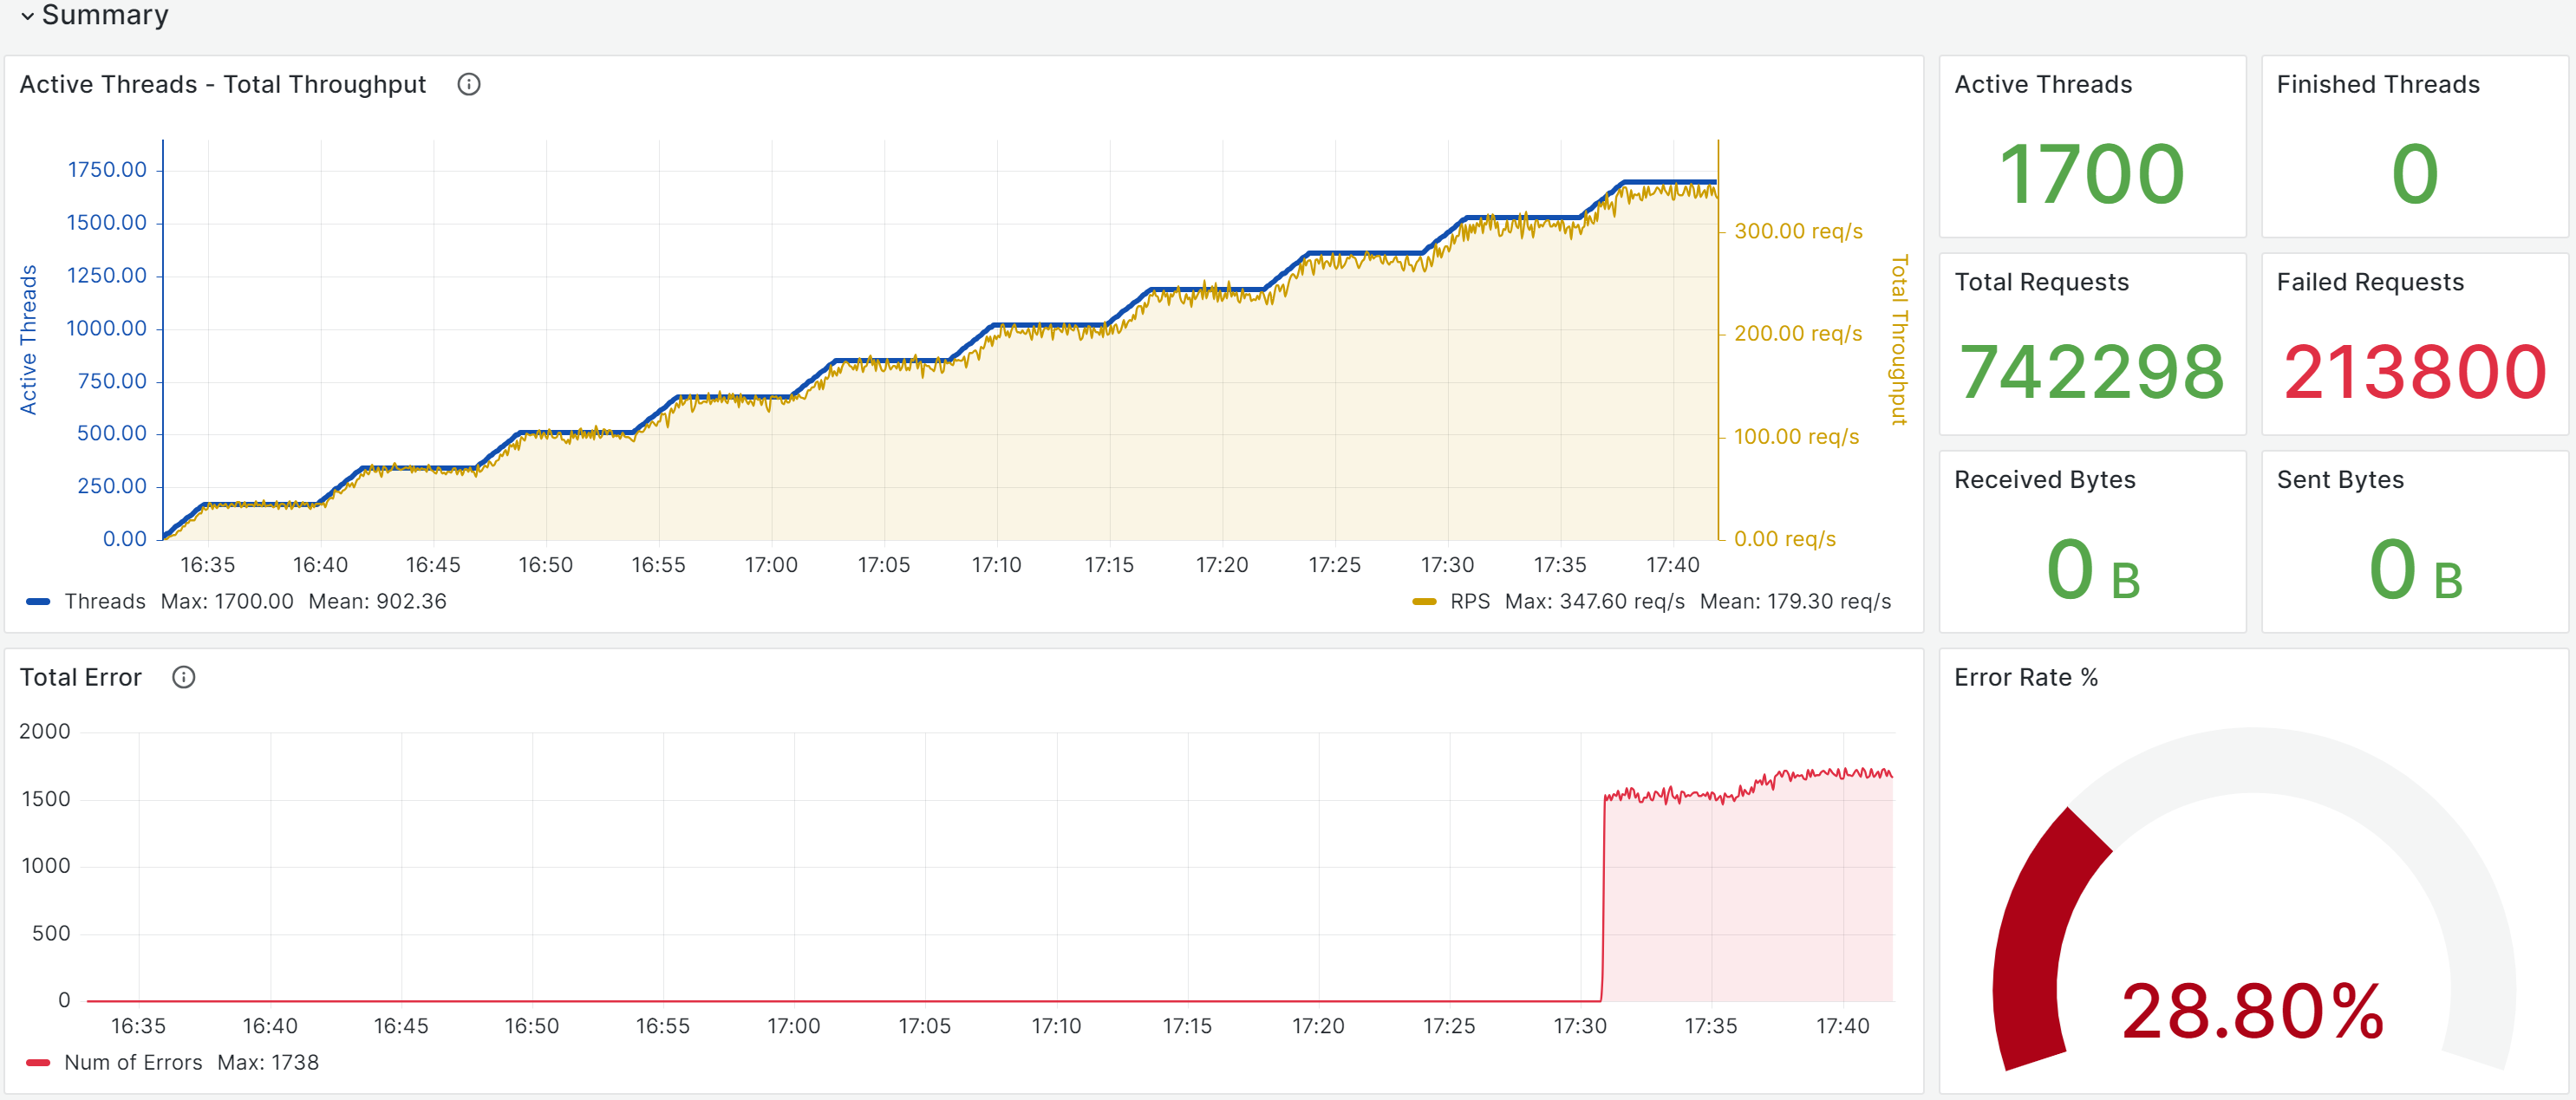 Summary
Active Threads - Total Throughput
Active Threads
1750.00
1500.00
1250.00
1000.00
750.00
500.00
250.00
0.00
300.00 req/s
200.00 req/s
100.00 req/s
0.00 req/s
Total Throughput
16:35 16:40 16:45 16:50 16:55 17:00 17:05 17:10 17:15 17:20 17:25 17:30 17:35 17:40
Threads Max: 1700.00 Mean: 902.36
RPS Max: 347.60 req/s Mean: 179.30 req/s
Active Threads
1700
Finished Threads
0
Total Requests
742298
Failed Requests
213800
Received Bytes
0 B
Sent Bytes
0 B
Total Error
2000
1500
1000
500
0
16:35 16:40 16:45 16:50 16:55 17:00 17:05 17:10 17:15 17:20 17:25 17:30 17:35 17:40
Num of Errors Max: 1738
Error Rate %
28.80%